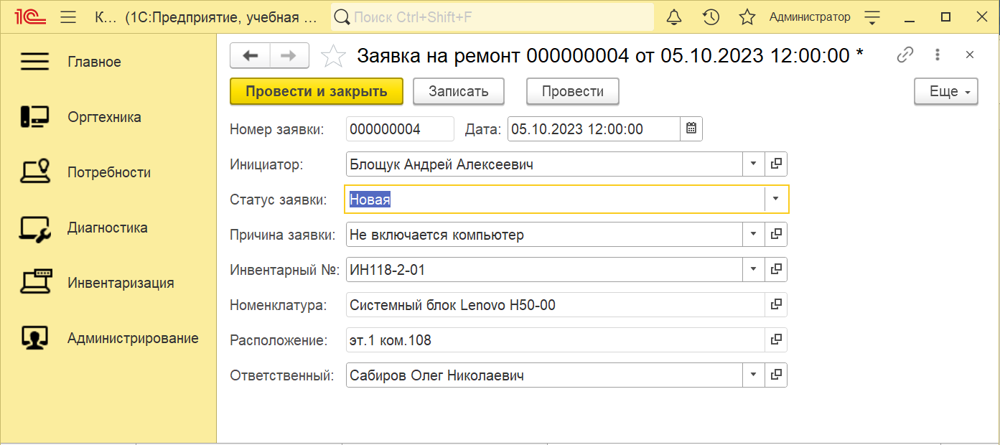 1С К... (1С:Предприятие, учебная ... Поиск Ctrl+Shift+F Администратор
Главное
Оргтехника
Потребности
Диагностика
Инвентаризация
Администрирование
Заявка на ремонт 000000004 от 05.10.2023 12:00:00 *
Провести и закрыть Записать Провести Еще
Номер заявки: 000000004 Дата: 05.10.2023 12:00:00
Инициатор: Блощук Андрей Алексеевич
Статус заявки: Новая
Причина заявки: Не включается компьютер
Инвентарный №: ИН118-2-01
Номенклатура: Системный блок Lenovo H50-00
Расположение: эт.1 ком.108
Ответственный: Сабиров Олег Николаевич